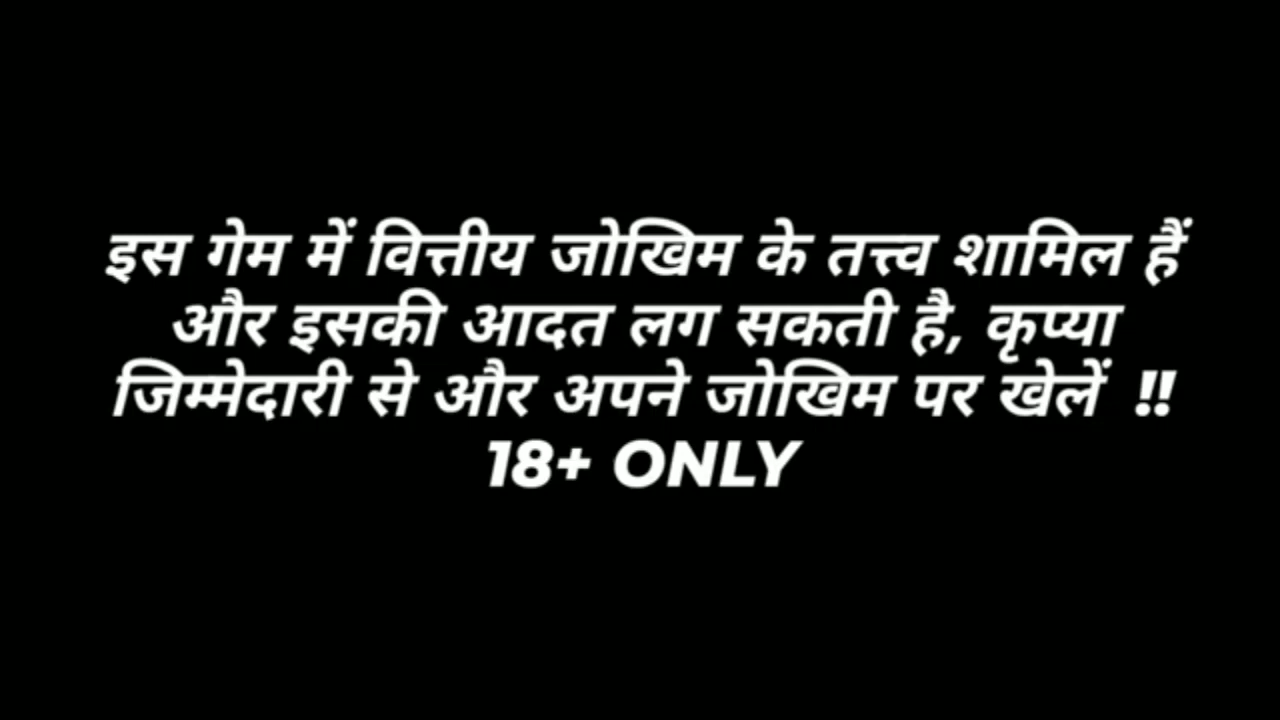 इस गेम में वित्तीय जोखिम के तत्त्व शामिल हैं
और इसकी आदत लग सकती है, कृप्या
जिम्मेदारी से और अपने जोखिम पर खेलें !!
18+ ONLY